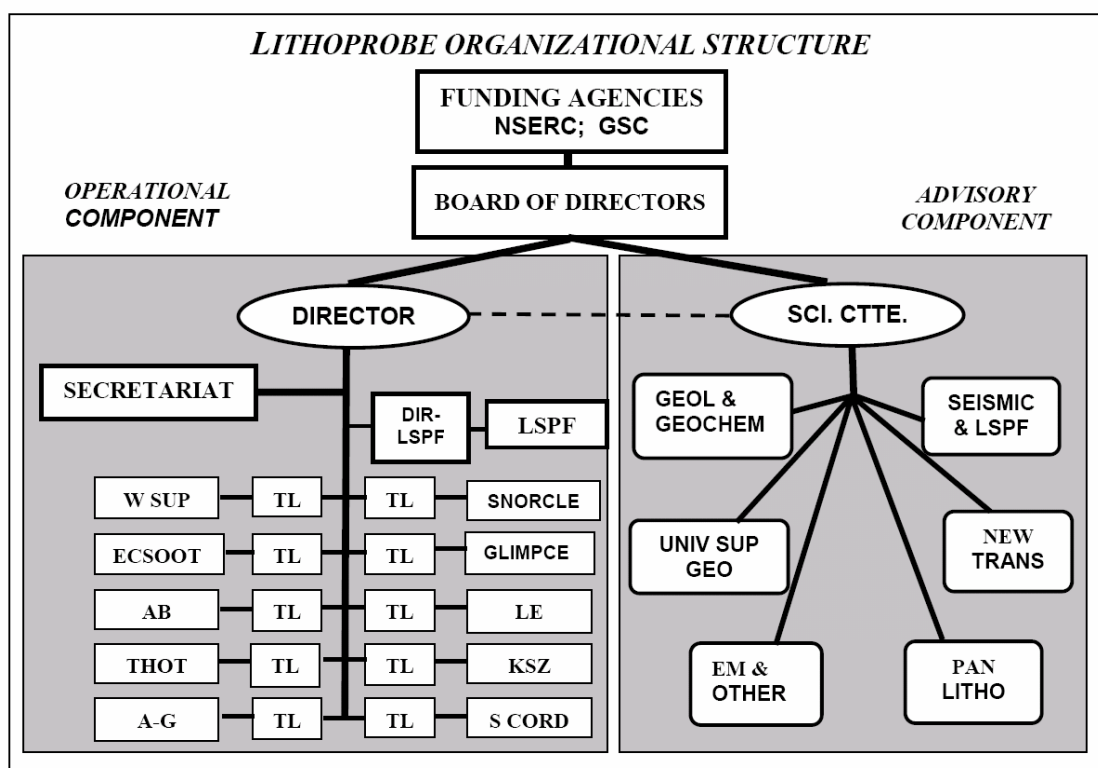 LITHOPROBE ORGANIZATIONAL STRUCTURE
FUNDING AGENCIES
NSERC; GSC
BOARD OF DIRECTORS
OPERATIONAL
COMPONENT
ADVISORY
COMPONENT
DIRECTOR
SCI. CTTE.
SECRETARIAT
DIR-
LSPF
LSPF
W SUP
TL
TL
SNORCLE
ECSOOT
TL
TL
GLIMPCE
AB
TL
TL
LE
THOT
TL
TL
KSZ
A-G
TL
TL
S CORD
GEOL &
GEOCHEM
SEISMIC
& LSPF
UNIV SUP
GEO
NEW
TRANS
EM &
OTHER
PAN
LITHO